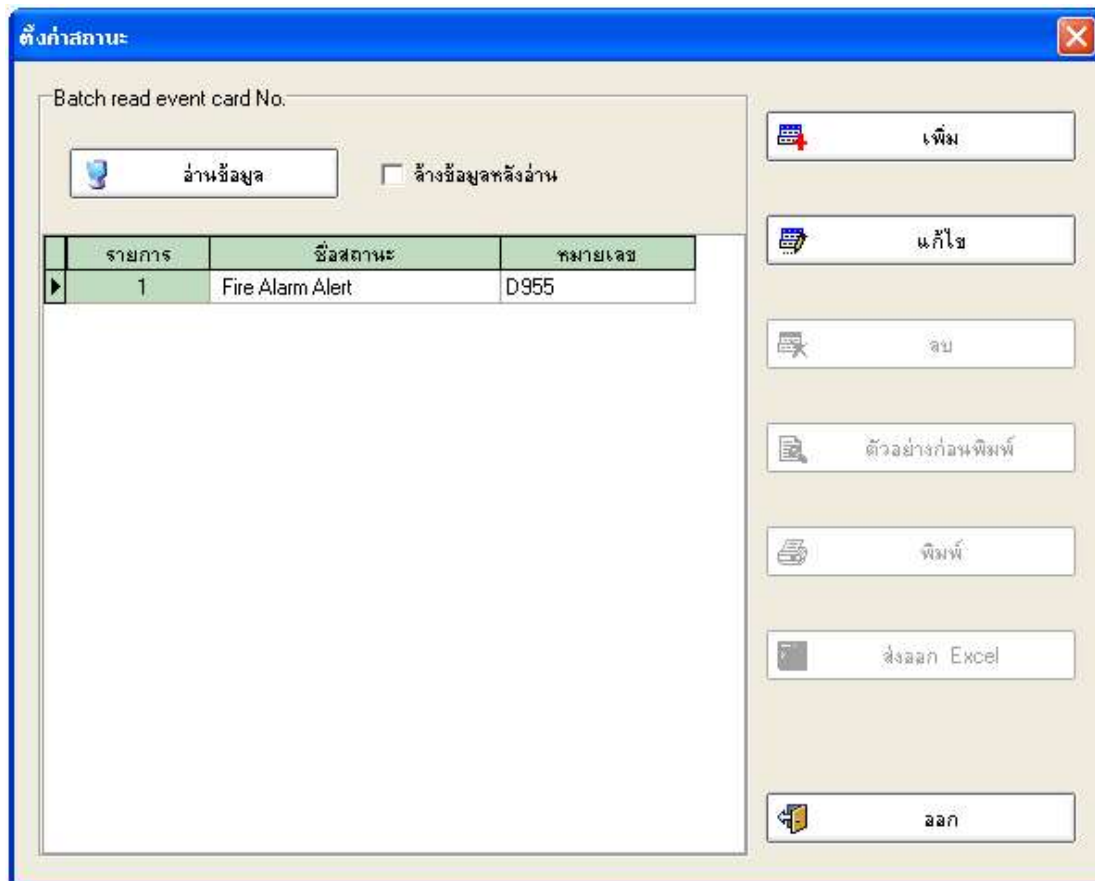 ตั้งค่าสถานะ
Batch read event card No.
อ่านข้อมูล
ล้างข้อมูลหลังอ่าน
รายการ ชื่อสถานะ หมายเลข
1 Fire Alarm Alert D955
เพิ่ม
แก้ไข
ลบ
ตัวอย่างก่อนพิมพ์
พิมพ์
ส่งออก Excel
ออก